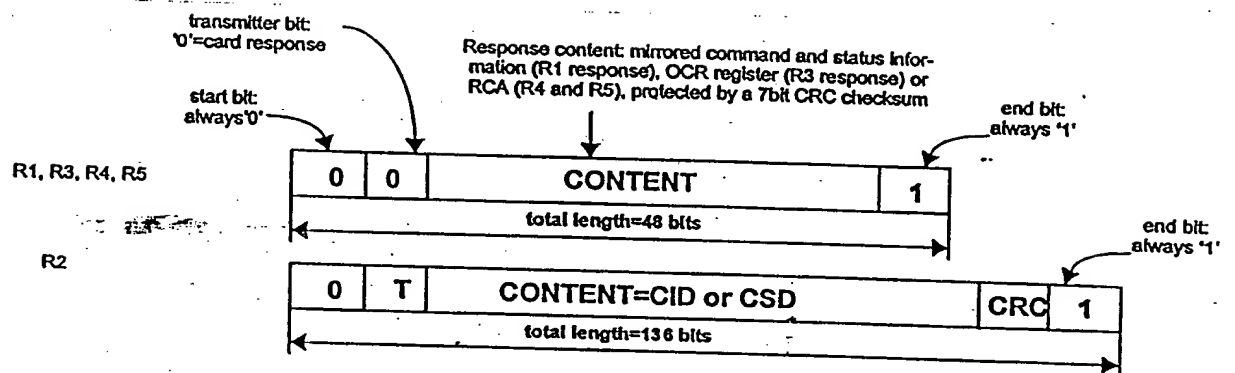 transmitter bit:
'0'=card response
Response content: mirrored command and status infor-
mation (R1 response), OCR register (R3 response) or
RCA (R4 and R5), protected by a 7bit CRC checksum
start bit:
always'0'
end bit:
always '1'
R1, R3, R4, R5
0 0 CONTENT 1
total length=48 bits
end bit:
always '1'
R2
0 T CONTENT=CID or CSD CRC 1
total length=136 bits